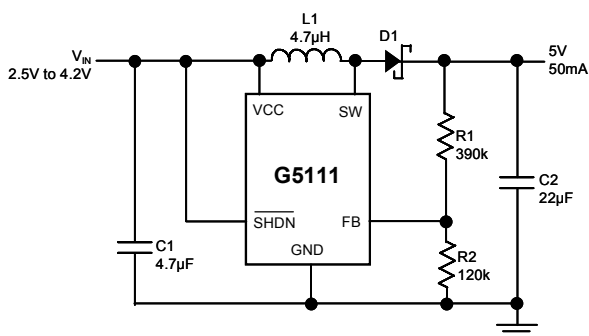 L1
4.7µH
D1
VIN
2.5V to 4.2V
5V
50mA
VCC
SW
R1
390k
G5111
C2
22µF
SHDN
FB
C1
4.7µF
GND
R2
120k